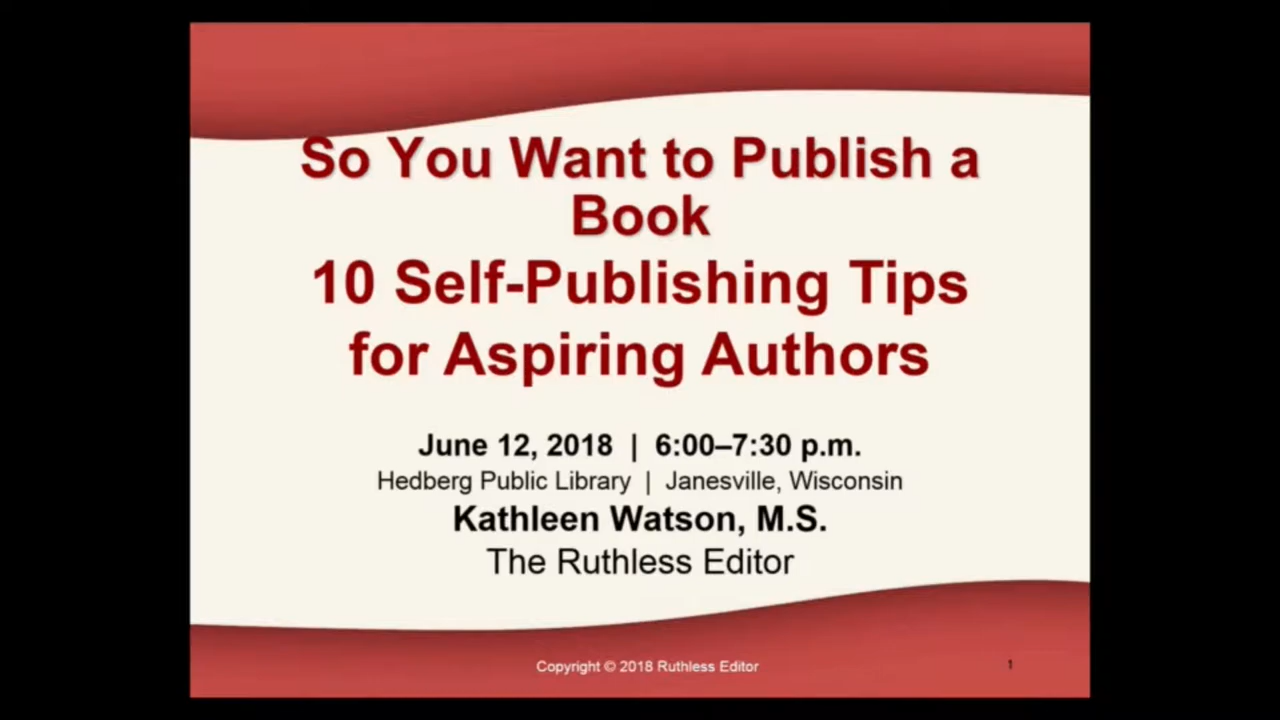 So You Want to Publish a
Book
10 Self-Publishing Tips
for Aspiring Authors
June 12, 2018 | 6:00–7:30 p.m.
Hedberg Public Library | Janesville, Wisconsin
Kathleen Watson, M.S.
The Ruthless Editor
Copyright © 2018 Ruthless Editor
1